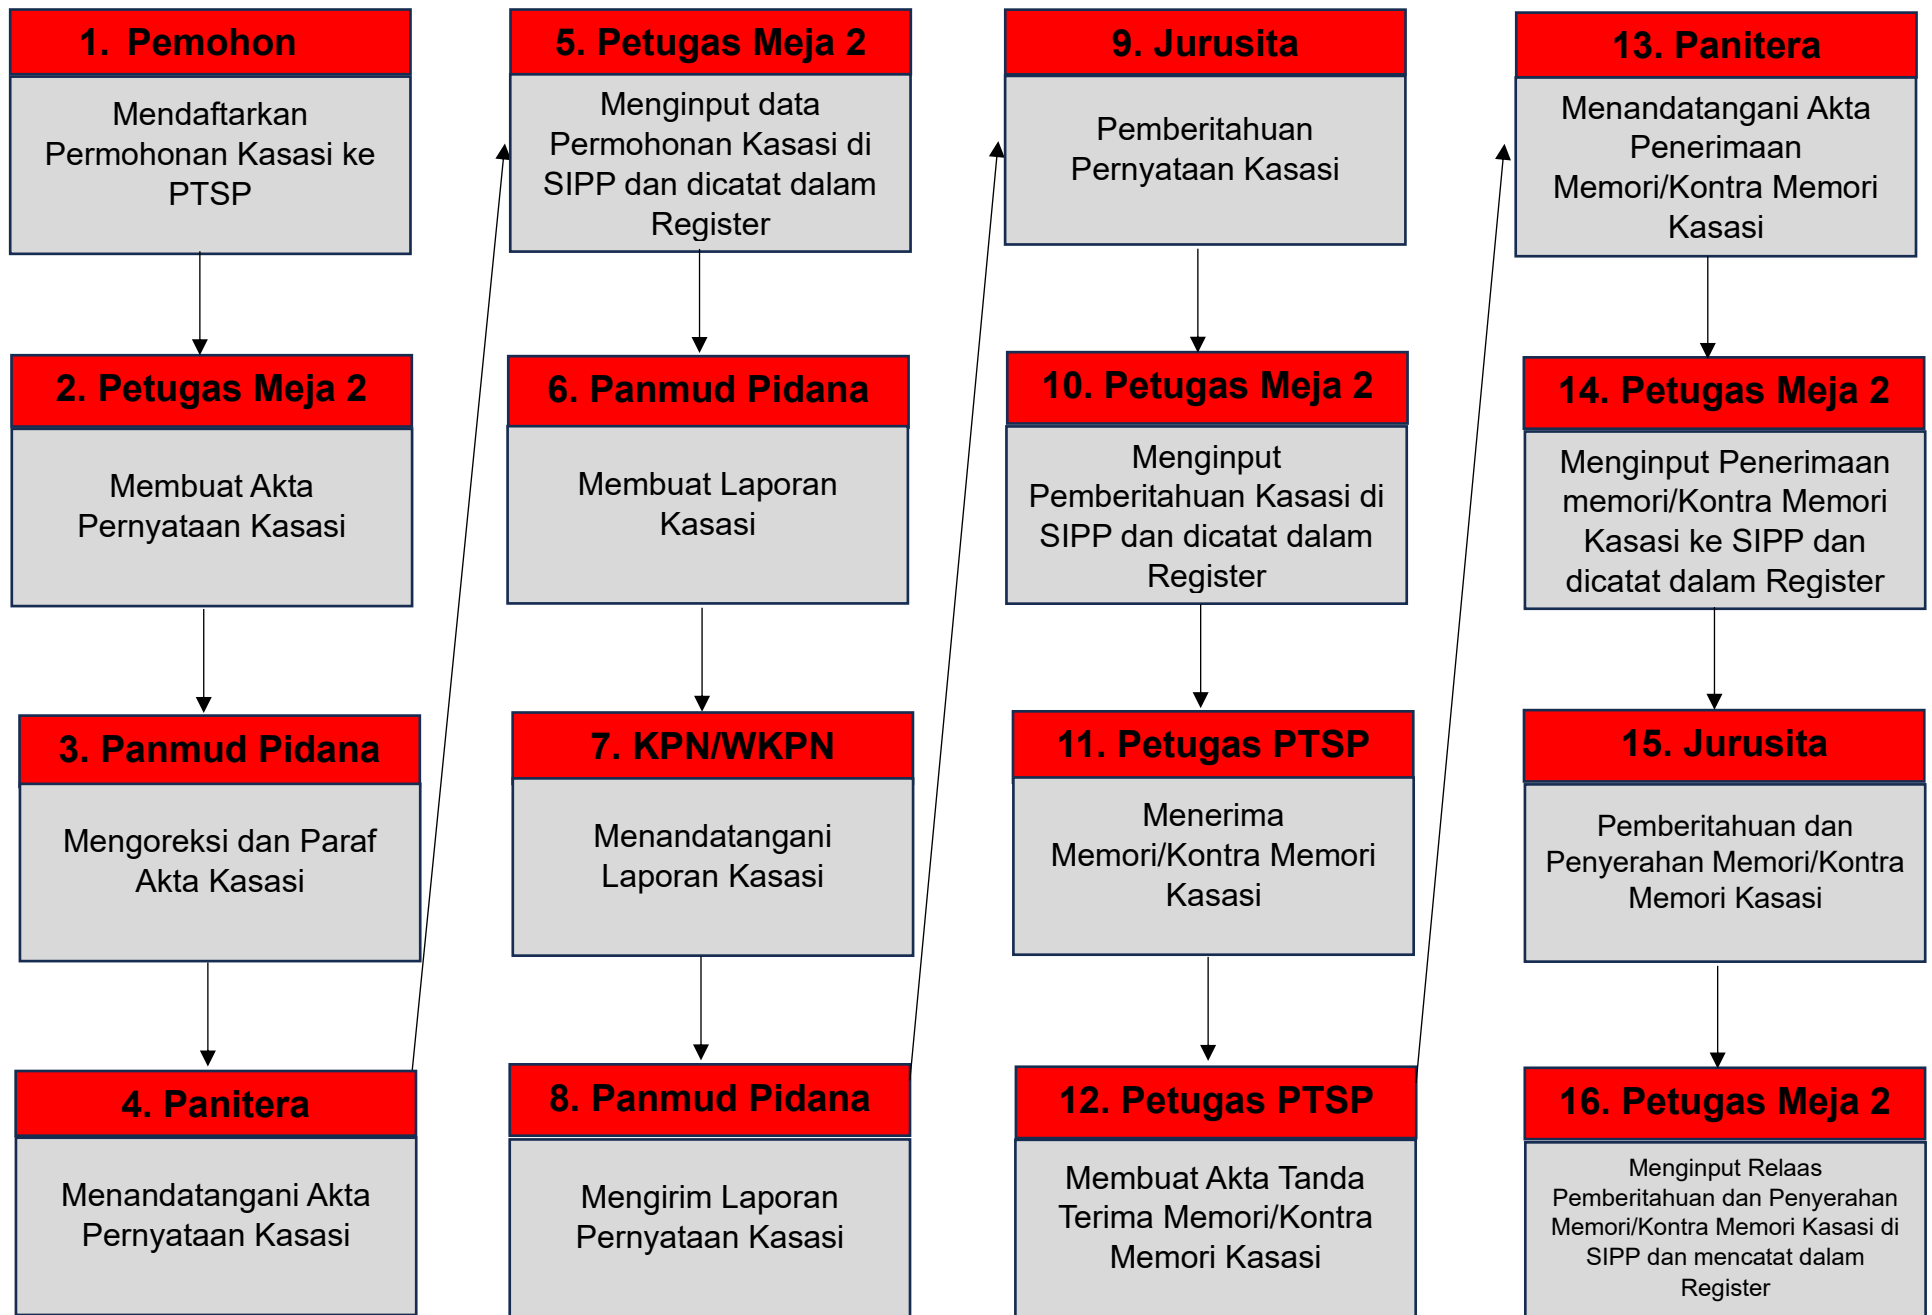 1. Pemohon
Mendaftarkan
Permohonan Kasasi ke
PTSP
2. Petugas Meja 2
Membuat Akta
Pernyataan Kasasi
3. Panmud Pidana
Mengoreksi dan Paraf
Akta Kasasi
4. Panitera
Menandatangani Akta
Pernyataan Kasasi
5. Petugas Meja 2
Menginput data
Permohonan Kasasi di
SIPP dan dicatat dalam
Register
6. Panmud Pidana
Membuat Laporan
Kasasi
7. KPN/WKPN
Menandatangani
Laporan Kasasi
8. Panmud Pidana
Mengirim Laporan
Pernyataan Kasasi
9. Jurusita
Pemberitahuan
Pernyataan Kasasi
10. Petugas Meja 2
Menginput
Pemberitahuan Kasasi di
SIPP dan dicatat dalam
Register
11. Petugas PTSP
Menerima
Memori/Kontra Memori
Kasasi
12. Petugas PTSP
Membuat Akta Tanda
Terima Memori/Kontra
Memori Kasasi
13. Panitera
Menandatangani Akta
Penerimaan
Memori/Kontra Memori
Kasasi
14. Petugas Meja 2
Menginput Penerimaan
memori/Kontra Memori
Kasasi ke SIPP dan
dicatat dalam Register
15. Jurusita
Pemberitahuan dan
Penyerahan Memori/Kontra
Memori Kasasi
16. Petugas Meja 2
Menginput Relaas
Pemberitahuan dan Penyerahan
Memori/Kontra Memori Kasasi di
SIPP dan mencatat dalam
Register